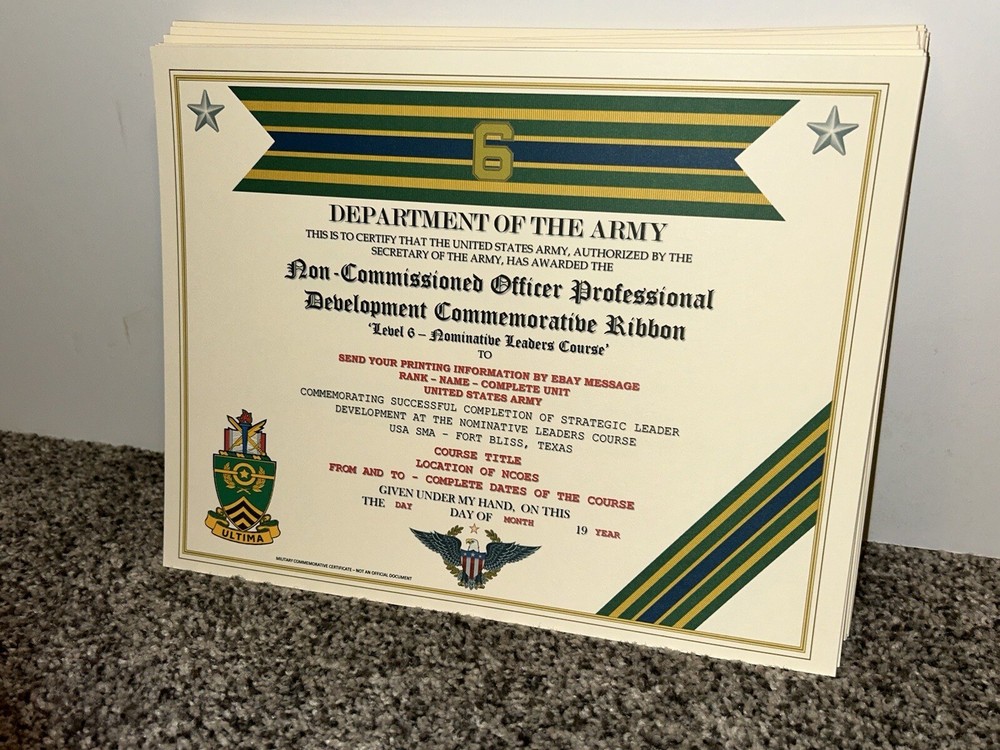 6
DEPARTMENT OF THE ARMY
THIS IS TO CERTIFY THAT THE UNITED STATES ARMY, AUTHORIZED BY THE
SECRETARY OF THE ARMY, HAS AWARDED THE
Non-Commissioned Officer Professional
Development Commemorative Ribbon
‘Level 6 – Nominative Leaders Course’
TO
SEND YOUR PRINTING INFORMATION BY EBAY MESSAGE
RANK – NAME – COMPLETE UNIT
UNITED STATES ARMY
COMMEMORATING SUCCESSFUL COMPLETION OF STRATEGIC LEADER
DEVELOPMENT AT THE NOMINATIVE LEADERS COURSE
USA SMA – FORT BLISS, TEXAS
COURSE TITLE
LOCATION OF NCOES
FROM AND TO – COMPLETE DATES OF THE COURSE
GIVEN UNDER MY HAND, ON THIS
THE DAY DAY OF MONTH 19 YEAR
ULTIMA
MILITARY COMMEMORATIVE CERTIFICATE – NOT AN OFFICIAL DOCUMENT